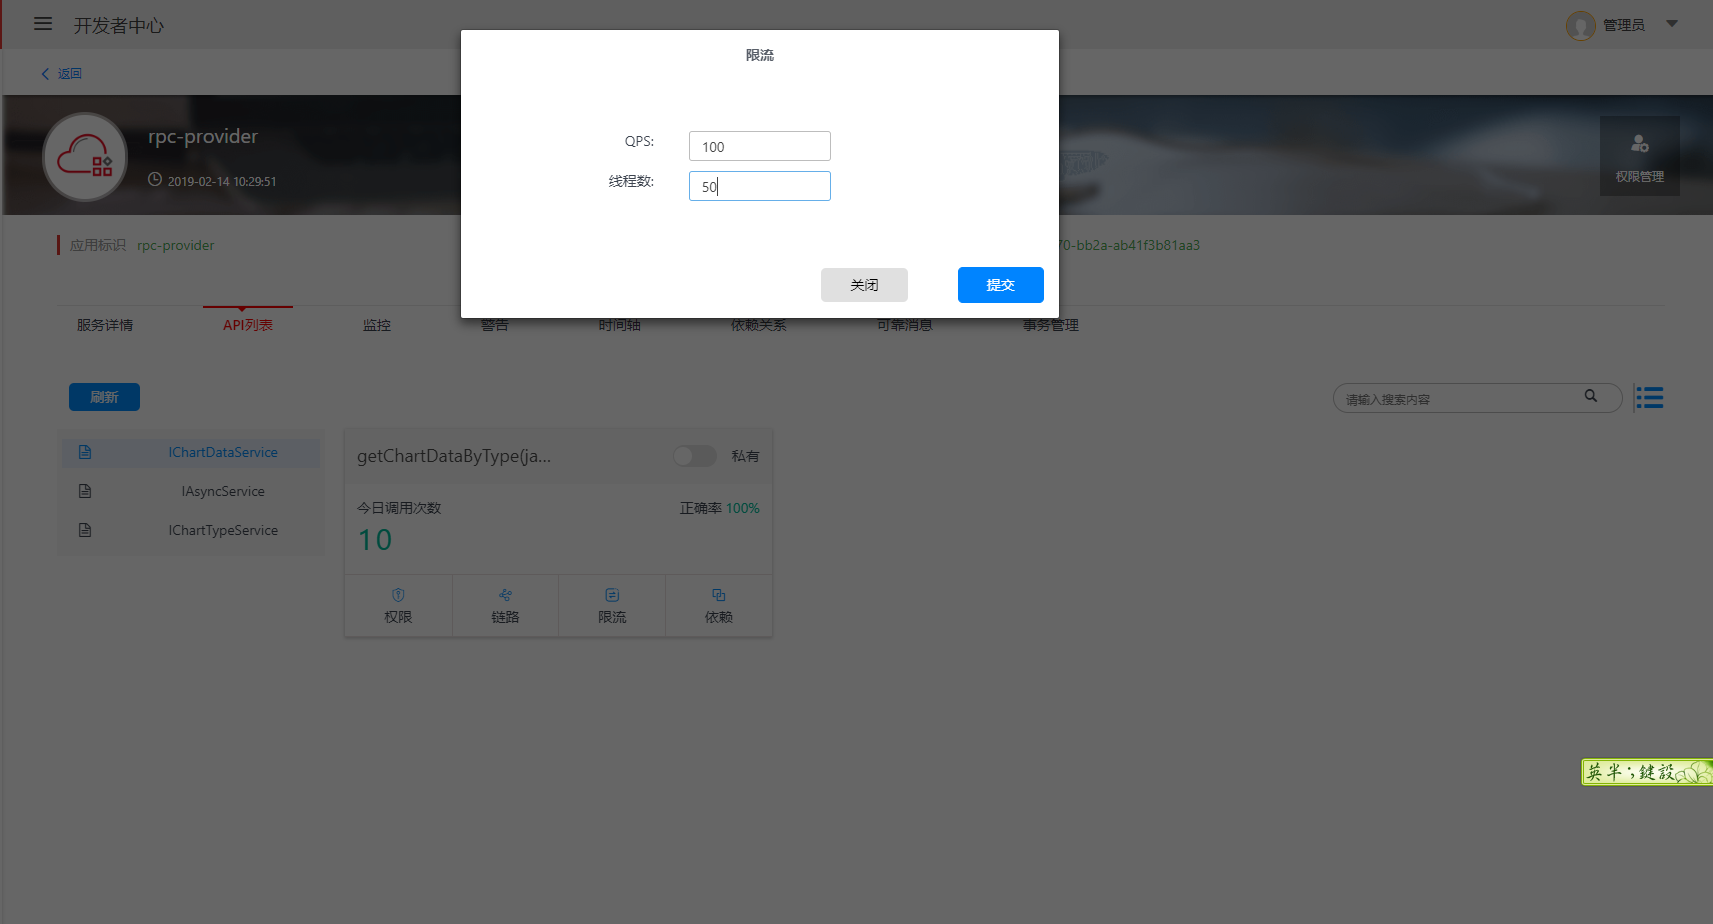 开发者中心
管理员
返回
限流
QPS: 100
线程数: 50
关闭 提交
rpc-provider
2019-02-14 10:29:51
权限管理
应用标识 rpc-provider
70-bb2a-ab41f3b81aa3
服务详情 API列表 监控 警告 时间轴 依赖关系 可靠消息 事务管理
刷新
请输入搜索内容
IChartDataService
IAsyncService
IChartTypeService
getChartDataByType(ja...
私有
今日调用次数
正确率 100%
10
权限 链路 限流 依赖
英半;鍵設